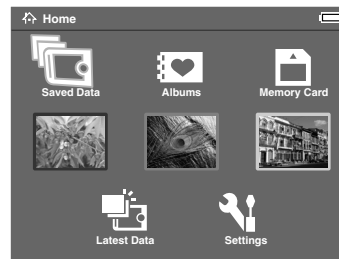 Home
Saved Data
Albums
Memory Card
Latest Data
Settings